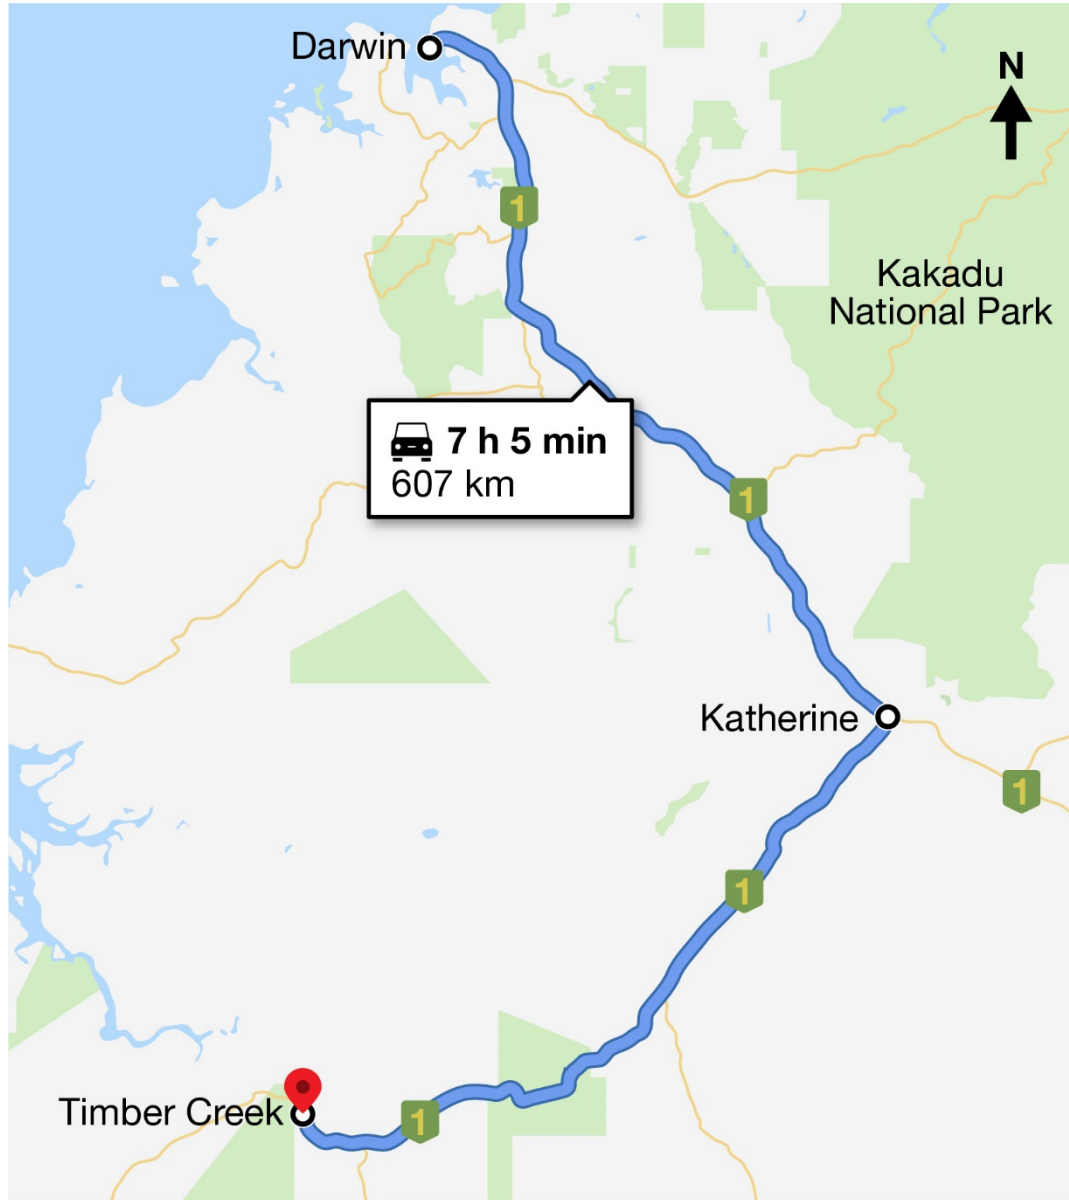 Darwin
N
1
Kakadu
National Park
7 h 5 min
607 km
1
Katherine
1
1
Timber Creek
1